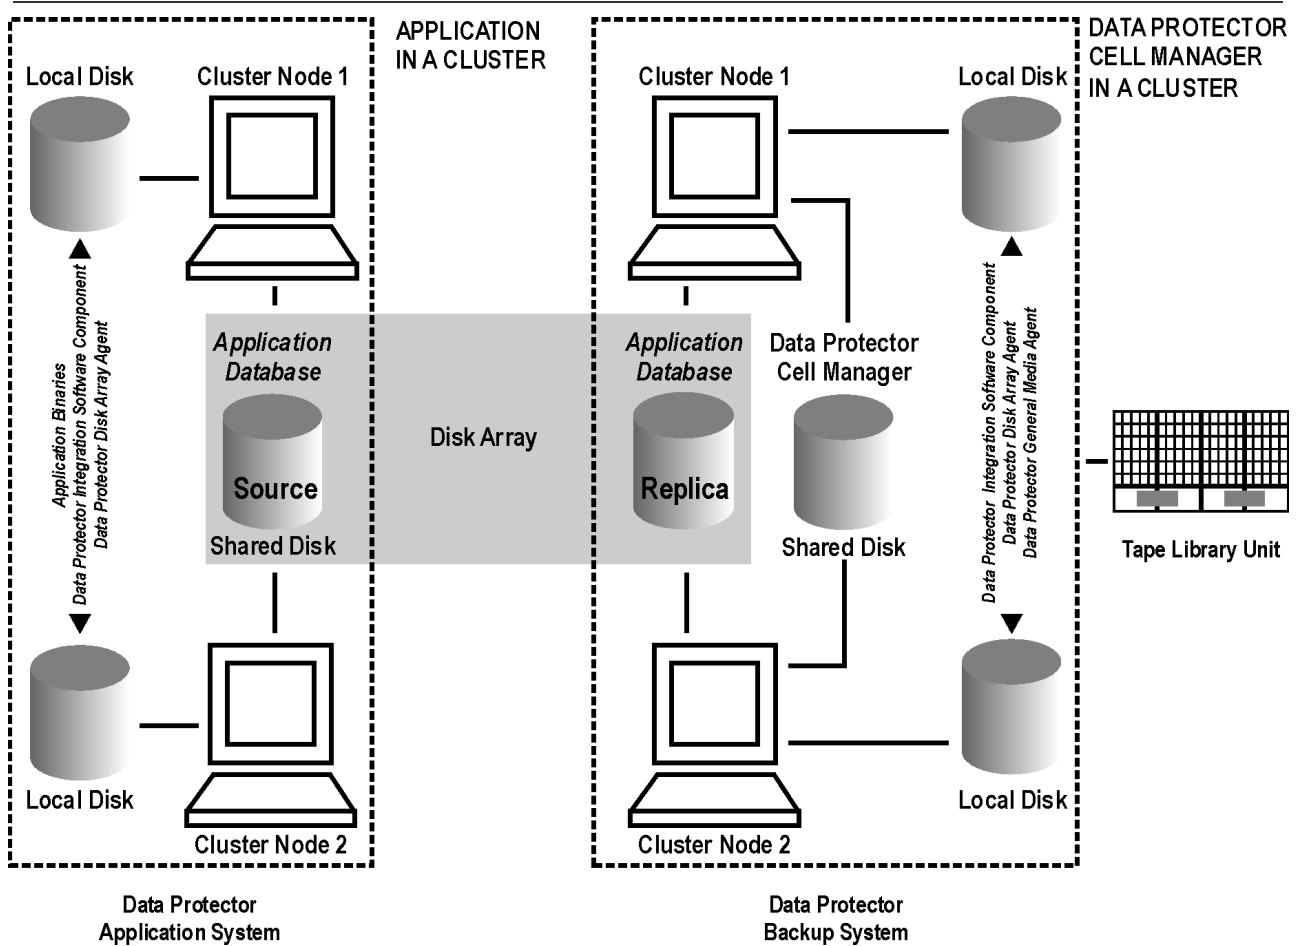 APPLICATION
IN A CLUSTER
DATA PROTECTOR
CELL MANAGER
IN A CLUSTER
Local Disk
Cluster Node 1
Application Binaries
Data Protector Integration Software Component
Data Protector Disk Array Agent
Application
Database
Source
Shared Disk
Local Disk
Cluster Node 2
Disk Array
Cluster Node 1
Local Disk
Application
Database
Replica
Data Protector
Cell Manager
Shared Disk
Data Protector Integration Software Component
Data Protector Disk Array Agent
Data Protector General Media Agent
Cluster Node 2
Local Disk
Tape Library Unit
Data Protector
Application System
Data Protector
Backup System